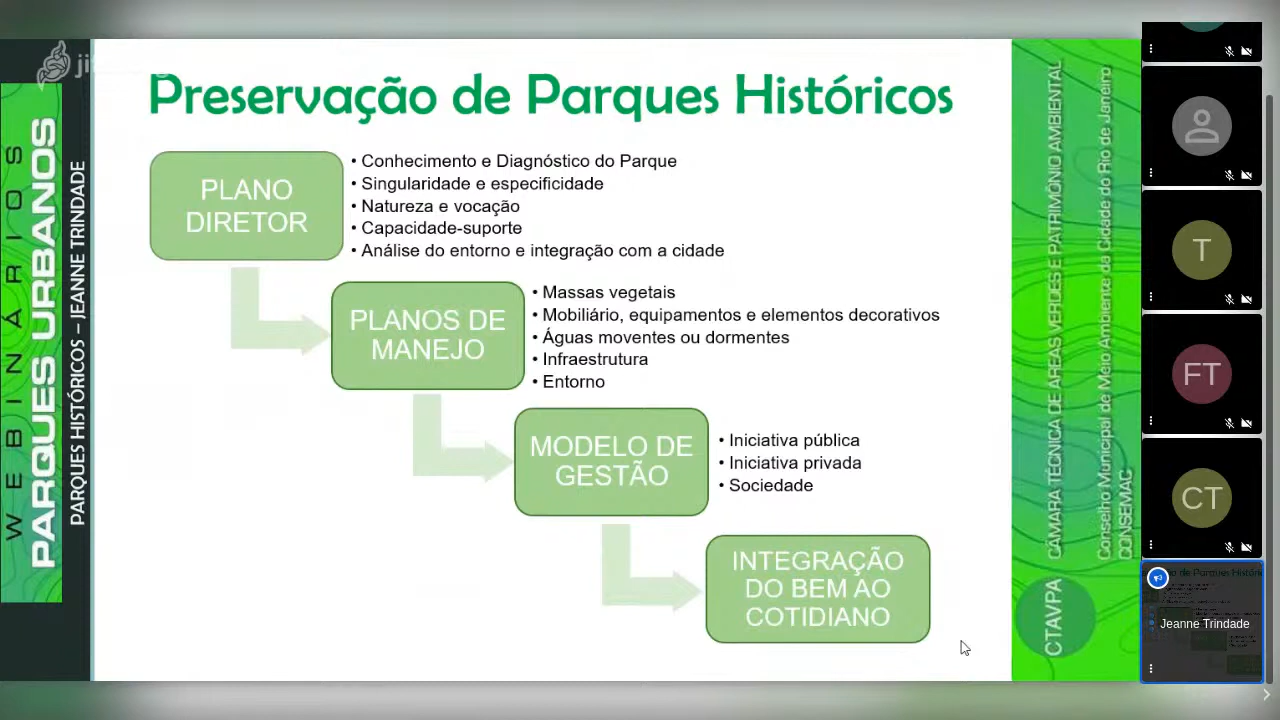 Preservação de Parques Históricos
PLANO
DIRETOR
• Conhecimento e Diagnóstico do Parque
• Singularidade e especificidade
• Natureza e vocação
• Capacidade-suporte
• Análise do entorno e integração com a cidade
PLANOS DE
MANEJO
• Massas vegetais
• Mobiliário, equipamentos e elementos decorativos
• Águas moventes ou dormentes
• Infraestrutura
• Entorno
MODELO DE
GESTÃO
• Iniciativa pública
• Iniciativa privada
• Sociedade
INTEGRAÇÃO
DO BEM AO
COTIDIANO
WEBINÁRIOS
PARQUES URBANOS
PARQUES HISTÓRICOS – JEANNE TRINDADE
CTAVPA CÂMARA TÉCNICA DE ÁREAS VERDES E PATRIMÔNIO AMBIENTAL
Conselho Municipal de Meio Ambiente da Cidade do Rio de Janeiro
CONSEMAC
T
FT
CT
Jeanne Trindade